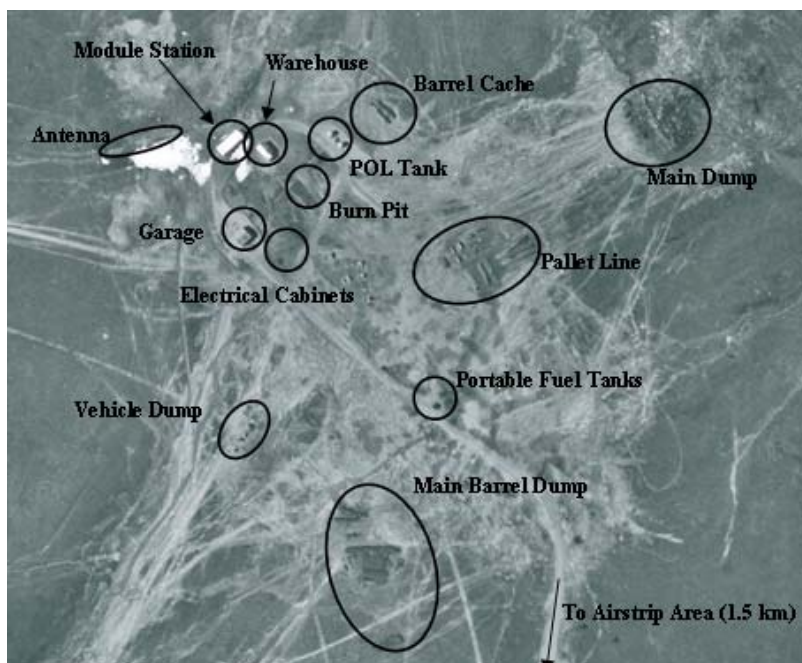 Module Station
Warehouse
Barrel Cache
Antenna
POL Tank
Main Dump
Burn Pit
Garage
Pallet Line
Electrical Cabinets
Portable Fuel Tanks
Vehicle Dump
Main Barrel Dump
To Airstrip Area (1.5 km)